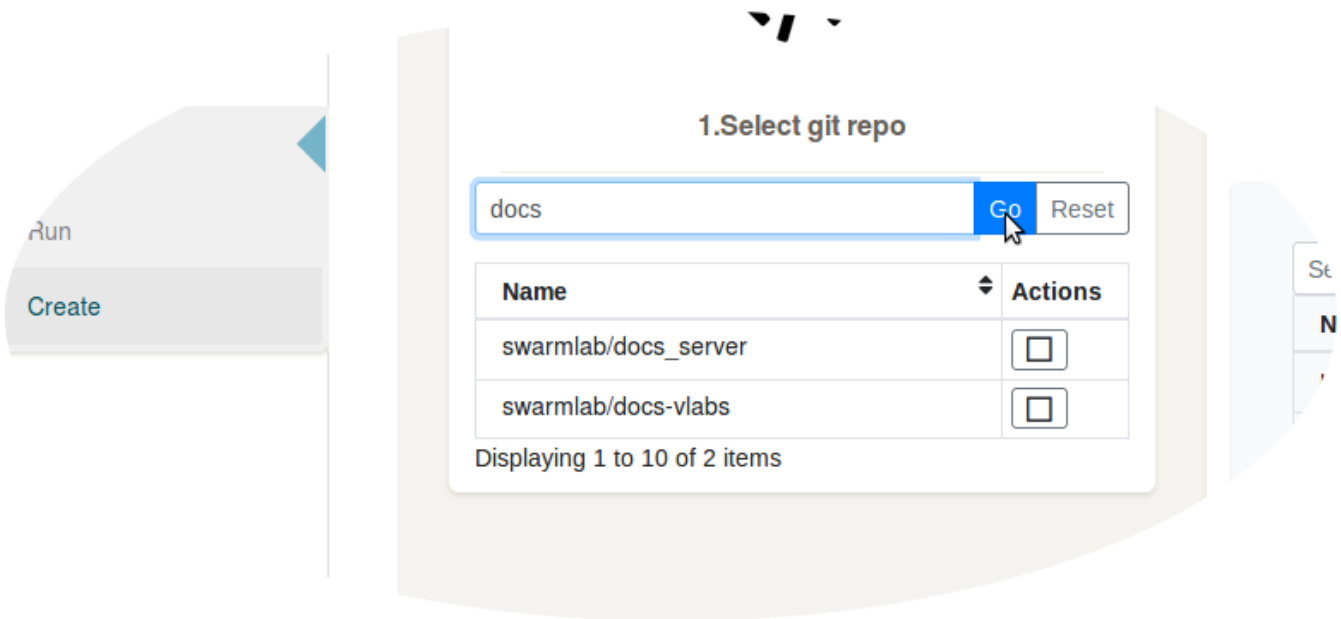 1.Select git repo
docs Go Reset
Run
Create
Name Actions
swarmlab/docs_server
swarmlab/docs-vlabs
Displaying 1 to 10 of 2 items